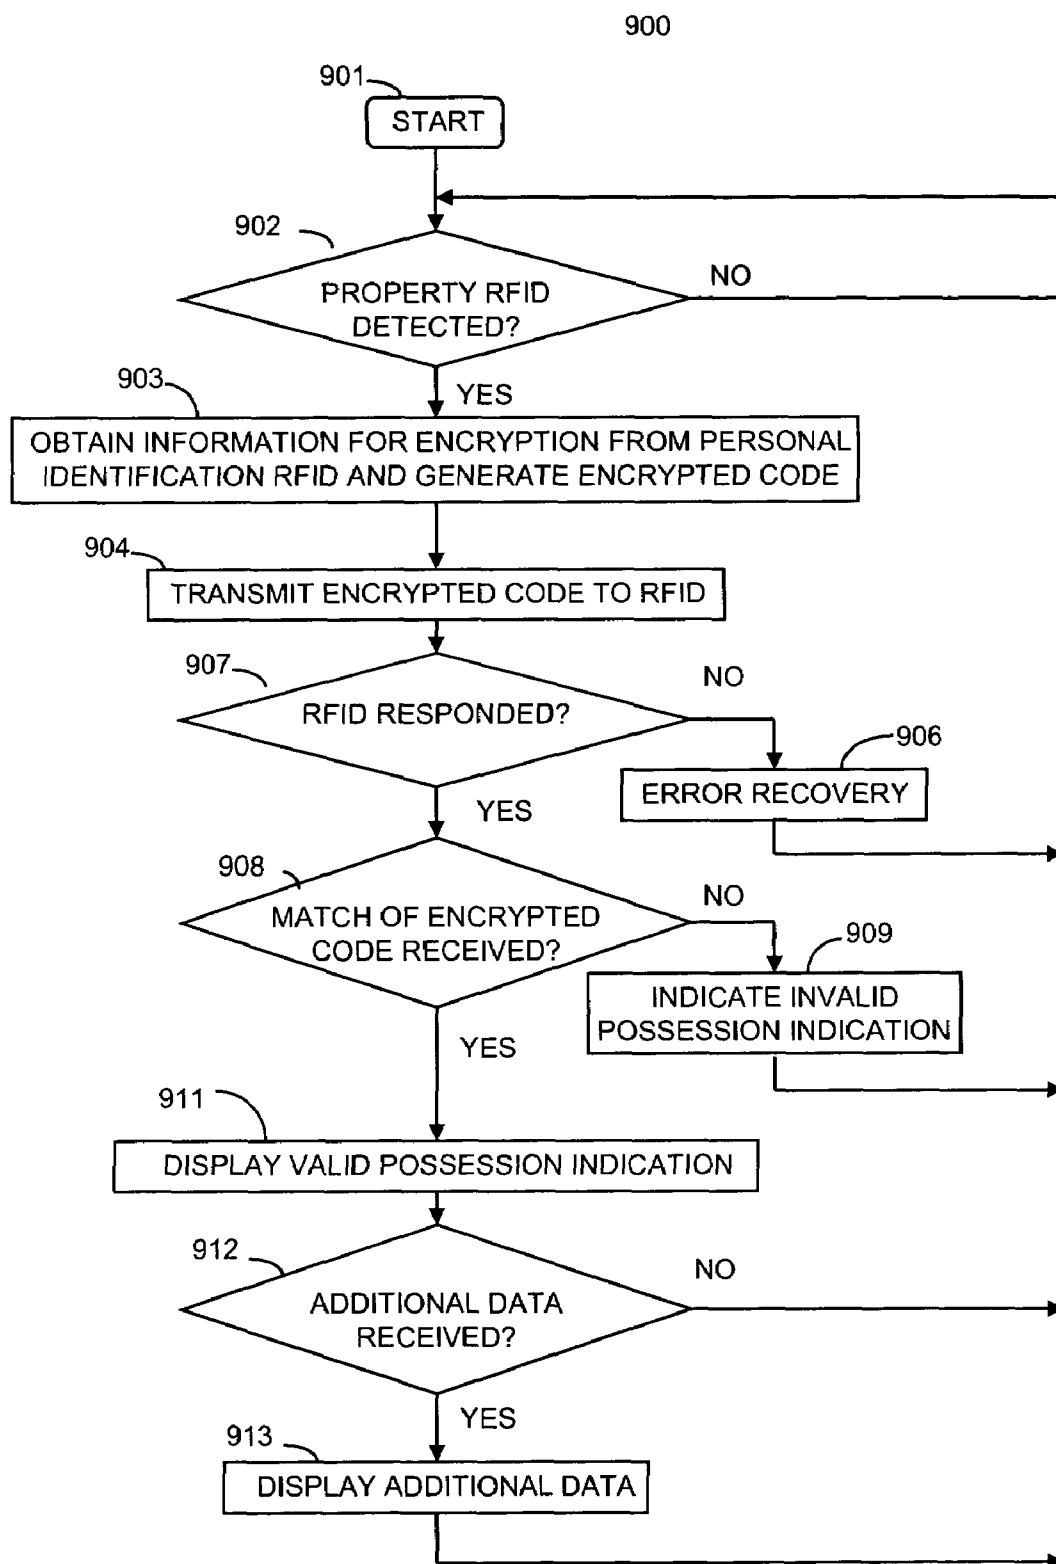 900
901
START
902
PROPERTY RFID
DETECTED?
NO
YES
903
OBTAIN INFORMATION FOR ENCRYPTION FROM PERSONAL
IDENTIFICATION RFID AND GENERATE ENCRYPTED CODE
904
TRANSMIT ENCRYPTED CODE TO RFID
907
RFID RESPONDED?
NO
906
ERROR RECOVERY
YES
908
MATCH OF ENCRYPTED
CODE RECEIVED?
NO
909
INDICATE INVALID
POSSESSION INDICATION
YES
911
DISPLAY VALID POSSESSION INDICATION
912
ADDITIONAL DATA
RECEIVED?
NO
YES
913
DISPLAY ADDITIONAL DATA